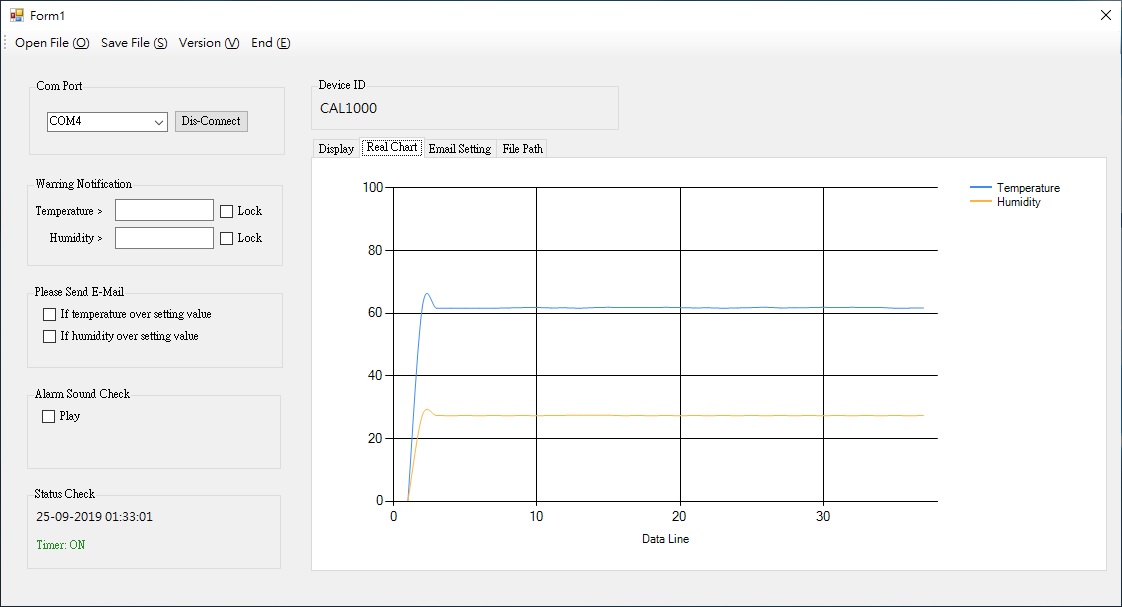 Form1
Open File (O) Save File (S) Version (V) End (E)
Com Port
COM4 Dis-Connect
Warring Notification
Temperature > Lock
Humidity > Lock
Please Send E-Mail
If temperature over setting value
If humidity over setting value
Alarm Sound Check
Play
Status Check
25-09-2019 01:33:01
Timer: ON
Device ID
CAL1000
Display Real Chart Email Setting File Path
100
80
60
40
20
0
0 10 20 30
Data Line
Temperature
Humidity